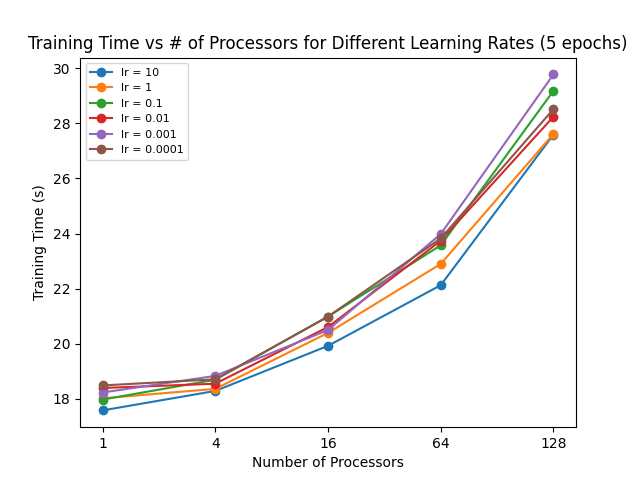 Training Time vs # of Processors for Different Learning Rates (5 epochs)
lr = 10
lr = 1
lr = 0.1
lr = 0.01
lr = 0.001
lr = 0.0001
Training Time (s)
30
28
26
24
22
20
18
1 4 16 64 128
Number of Processors